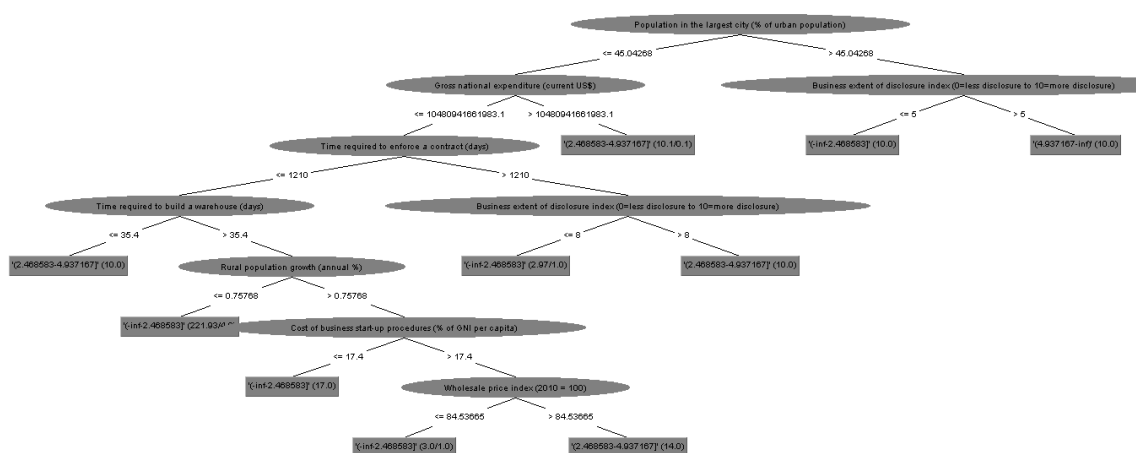 Population in the largest city (% of urban population)
<= 45.04268
> 45.04268
Gross national expenditure (current US$)
Business extent of disclosure index (0=less disclosure to 10=more disclosure)
<= 10480941661983.1
> 10480941661983.1
<= 5
> 5
Time required to enforce a contract (days)
'(2.468583-4.937167]' (10.1/0.1)
'(-inf-2.468583]' (10.0)
'(4.937167-inf)' (10.0)
<= 1210
> 1210
Time required to build a warehouse (days)
Business extent of disclosure index (0=less disclosure to 10=more disclosure)
<= 35.4
> 35.4
<= 8
> 8
'(2.468583-4.937167]' (10.0)
Rural population growth (annual %)
'(-inf-2.468583]' (2.97/1.0)
'(2.468583-4.937167]' (10.0)
<= 0.75768
> 0.75768
'(-inf-2.468583]' (221.93/
Cost of business start-up procedures (% of GNI per capita)
<= 17.4
> 17.4
'(-inf-2.468583]' (17.0)
Wholesale price index (2010 = 100)
<= 84.53665
> 84.53665
'(-inf-2.468583]' (3.0/1.0)
'(2.468583-4.937167]' (14.0)